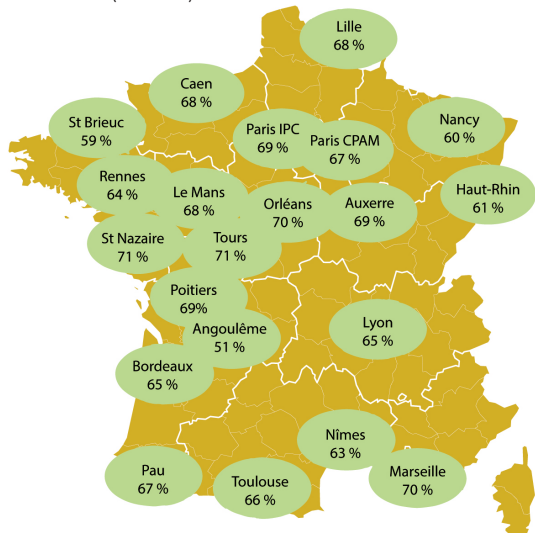 Lille
68 %
Caen
68 %
St Brieuc
59 %
Paris IPC
69 %
Paris CPAM
67 %
Nancy
60 %
Rennes
64 %
Le Mans
68 %
Orléans
70 %
Auxerre
69 %
Haut-Rhin
61 %
St Nazaire
71 %
Tours
71 %
Poitiers
69%
Angoulême
51 %
Lyon
65 %
Bordeaux
65 %
Nîmes
63 %
Pau
67 %
Toulouse
66 %
Marseille
70 %